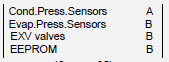 Cond.Press.Sensors A
Evap.Press.Sensors B
EXV valves B
EEPROM B